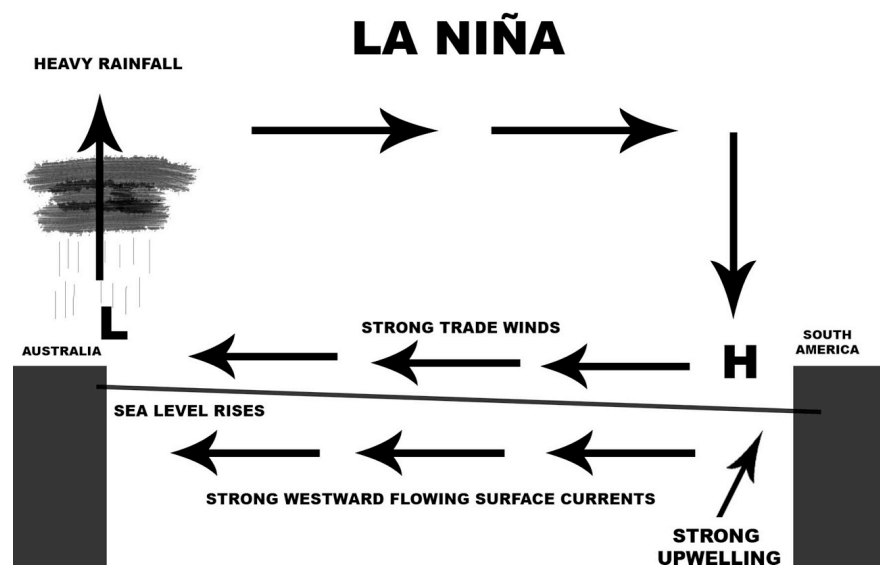 LA NIÑA
HEAVY RAINFALL
L
AUSTRALIA
STRONG TRADE WINDS
H
SOUTH
AMERICA
SEA LEVEL RISES
STRONG WESTWARD FLOWING SURFACE CURRENTS
STRONG
UPWELLING